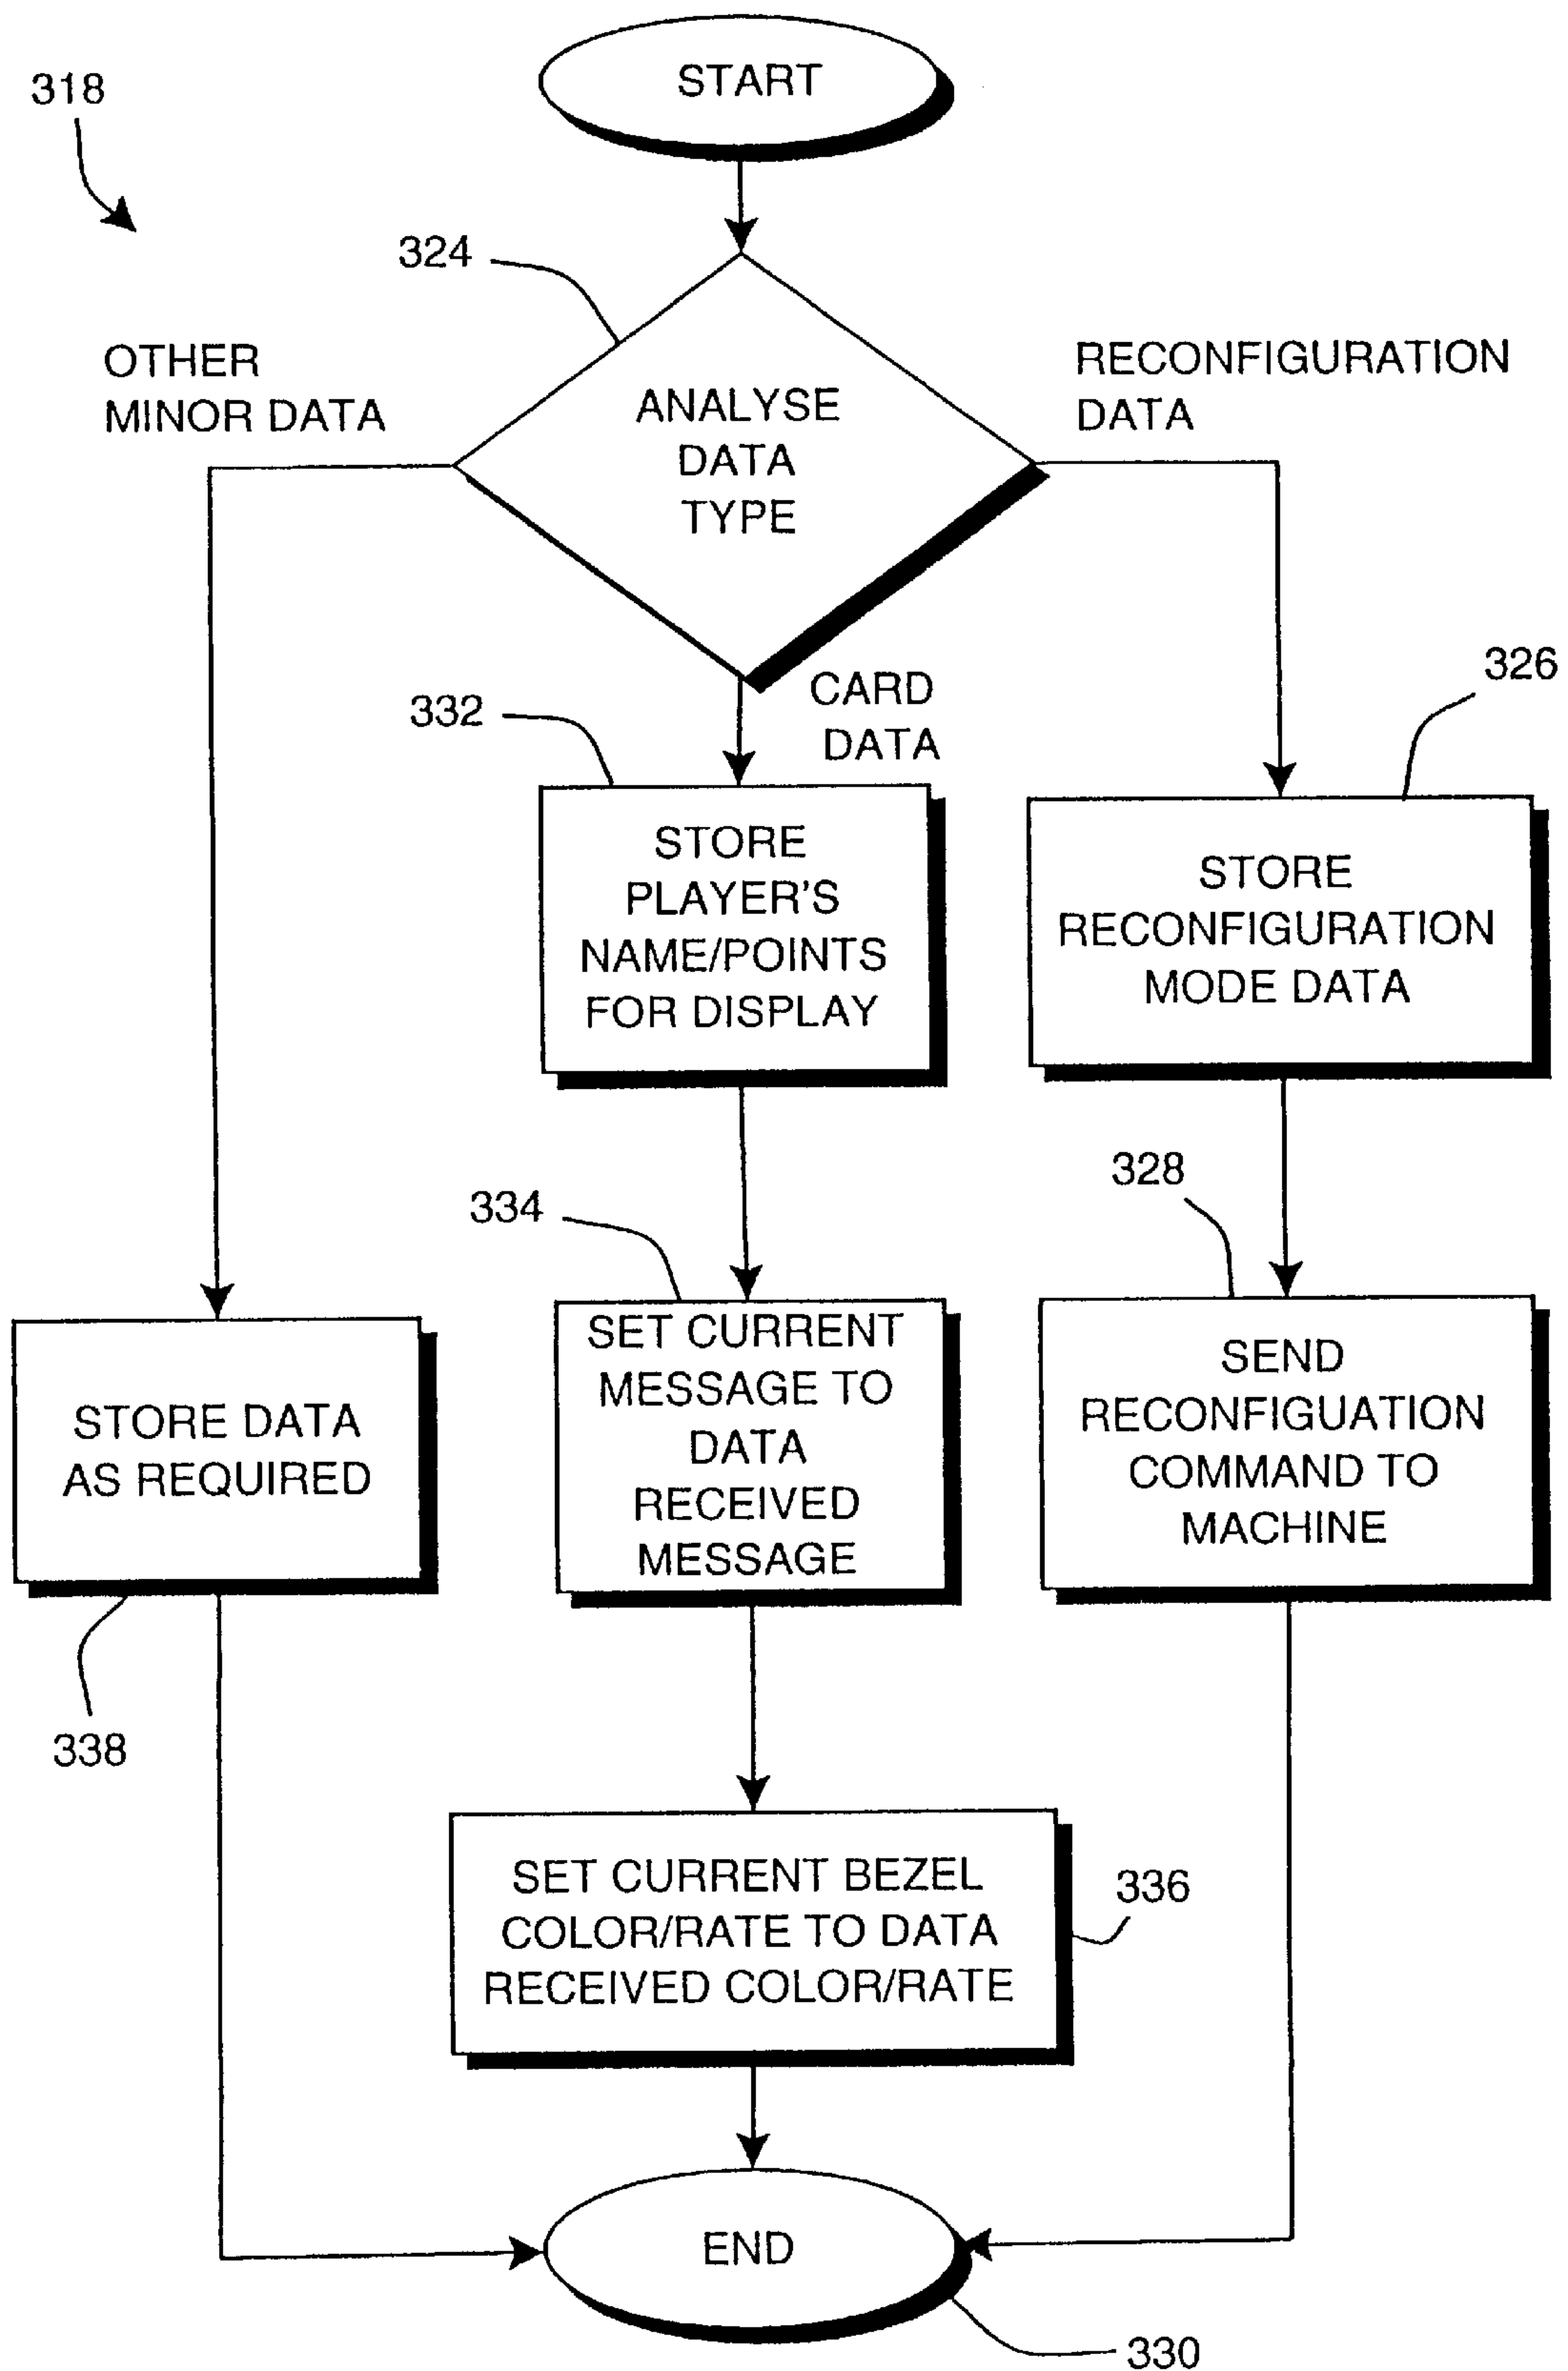 START
318
324
OTHER
MINOR DATA
ANALYSE
DATA
TYPE
RECONFIGURATION
DATA
CARD
DATA
332
326
STORE
PLAYER'S
NAME/POINTS
FOR DISPLAY
STORE
RECONFIGURATION
MODE DATA
334
328
STORE DATA
AS REQUIRED
SET CURRENT
MESSAGE TO
DATA
RECEIVED
MESSAGE
SEND
RECONFIGUATION
COMMAND TO
MACHINE
338
SET CURRENT BEZEL
COLOR/RATE TO DATA
RECEIVED COLOR/RATE
336
END
330